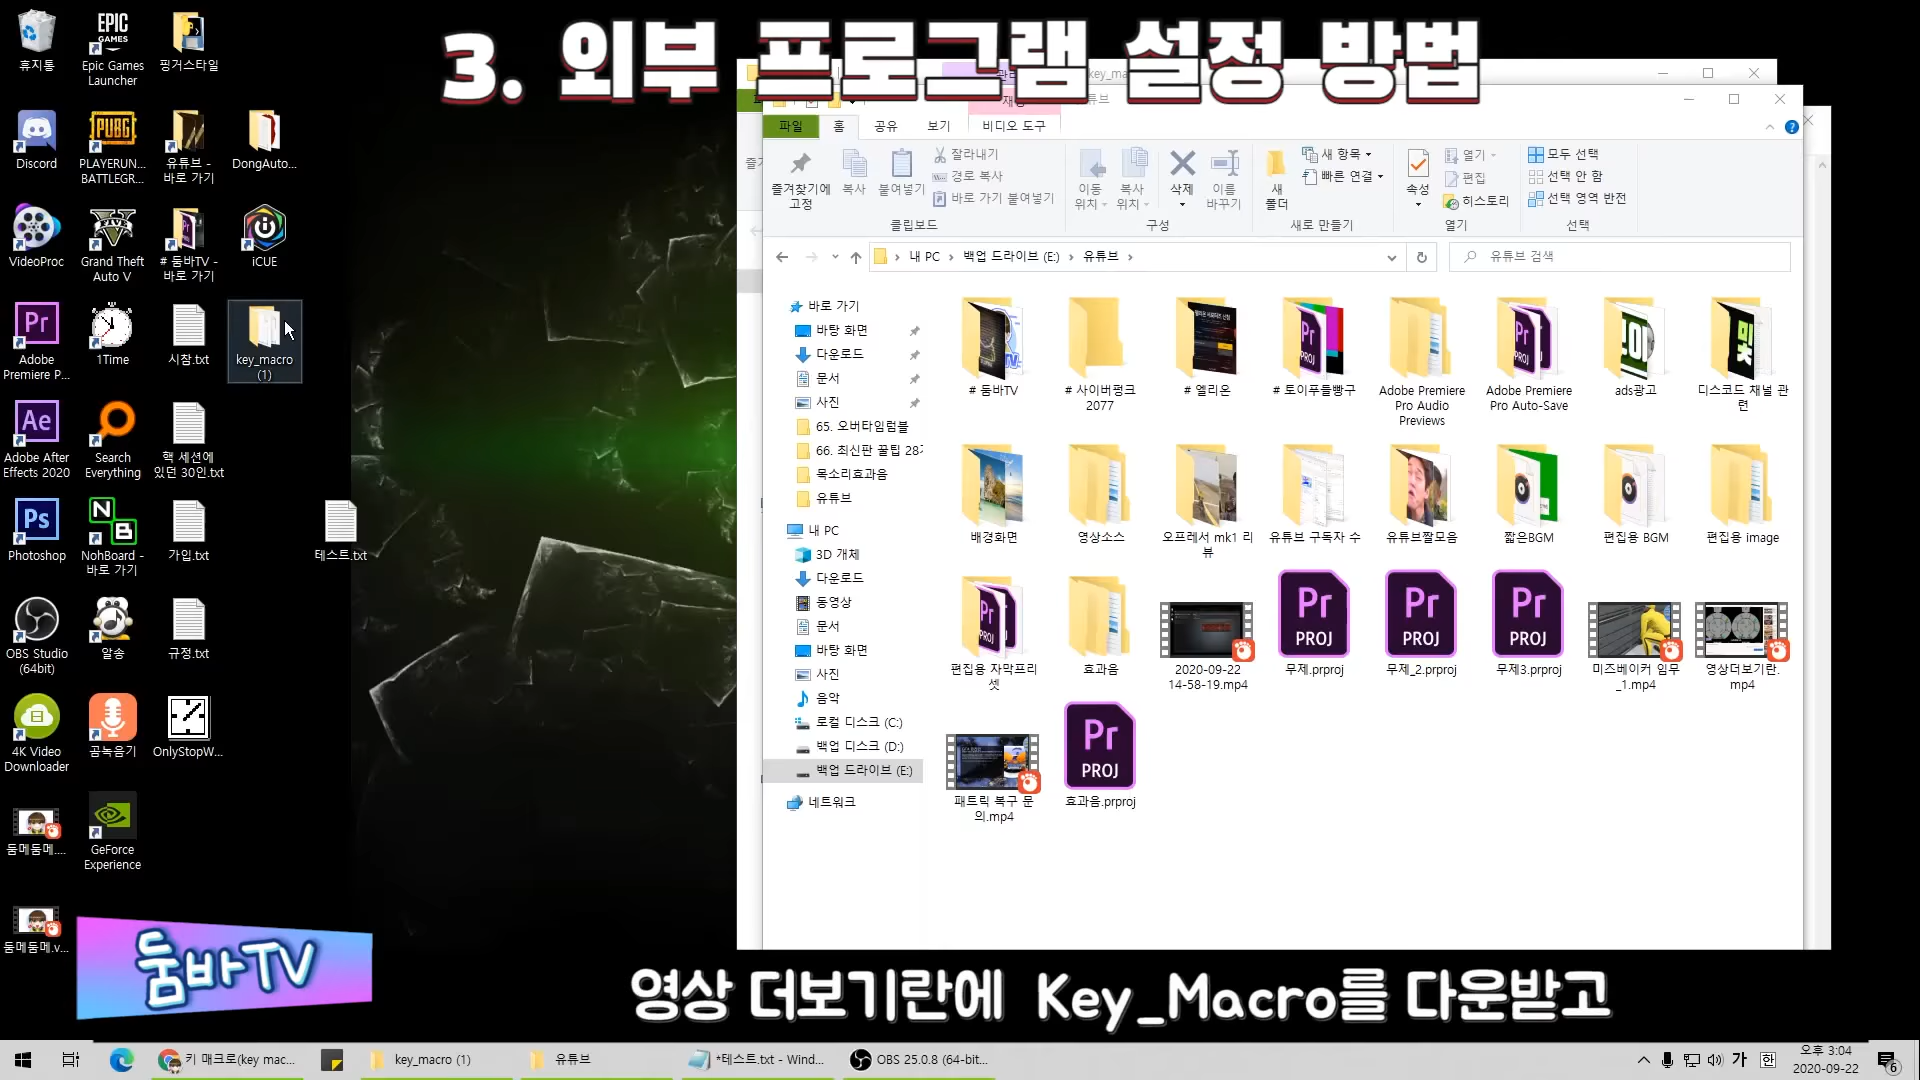 3. 외부 프로그램 설정 방법
휴지통
Epic Games
Launcher
핑거스타일
Discord
PLAYERUN...
BATTLEGR...
유튜브 -
바로 가기
DongAuto...
VideoProc
Grand Theft
Auto V
# 둠바TV -
바로 가기
iCUE
Adobe
Premiere P...
1Time
시참.txt
key_macro
(1)
Adobe After
Effects 2020
Search
Everything
핵 세션에
있던 30인.txt
Photoshop
NohBoard -
바로 가기
가입.txt
테스트.txt
OBS Studio
(64bit)
알송
규정.txt
4K Video
Downloader
곰녹음기
OnlyStopW...
둠메둠메....
GeForce
Experience
둠메둠메.v...
둠바TV
key_ma
파일
홈
공유
보기
비디오 도구
즐겨찾기에
고정
복사
붙여넣기
잘라내기
경로 복사
바로 가기 붙여넣기
클립보드
이동
위치
복사
위치
삭제
이름
바꾸기
구성
새
폴더
새 항목
빠른 연결
새로 만들기
속성
열기
편집
히스토리
열기
모두 선택
선택 안 함
선택 영역 반전
선택
내 PC > 백업 드라이브 (E:) > 유튜브 >
유튜브 검색
바로 가기
바탕 화면
다운로드
문서
사진
65. 오버타임럼블
66. 최신판 꿀팁 28
목소리효과음
유튜브
내 PC
3D 개체
다운로드
동영상
문서
바탕 화면
사진
음악
로컬 디스크 (C:)
백업 디스크 (D:)
백업 드라이브 (E:)
네트워크
# 둠바TV
# 사이버펑크
2077
# 엘리온
# 토이푸들빵구
Adobe Premiere
Pro Audio
Previews
Adobe Premiere
Pro Auto-Save
ads광고
디스코드 채널 관
련
배경화면
영상소스
오프레서 mk1 리
뷰
유튜브 구독자 수
유튜브짤모음
짧은BGM
편집용 BGM
편집용 image
편집용 자막프리
셋
효과음
2020-09-22
14-58-19.mp4
무제.prproj
무제_2.prproj
무제3.prproj
미즈베이커 임무
_1.mp4
영상더보기란.
mp4
패트릭 복구 문
의.mp4
효과음.prproj
영상 더보기란에 Key_Macro를 다운받고
키 매크로(key mac...
key_macro (1)
유튜브
*테스트.txt - Wind...
OBS 25.0.8 (64-bit...
가
한
오후 3:04
2020-09-22
6